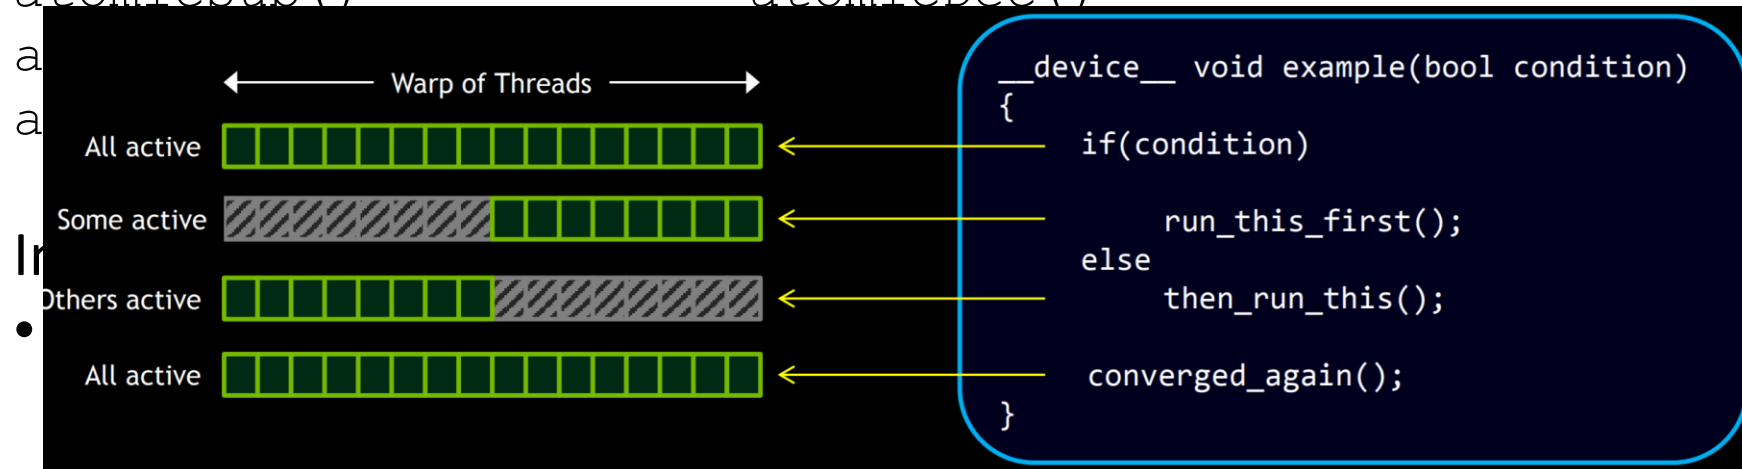 Warp of Threads
All active
Some active
Others active
All active
__device__ void example(bool condition)
{
if(condition)
run_this_first();
else
then_run_this();
converged_again();
}